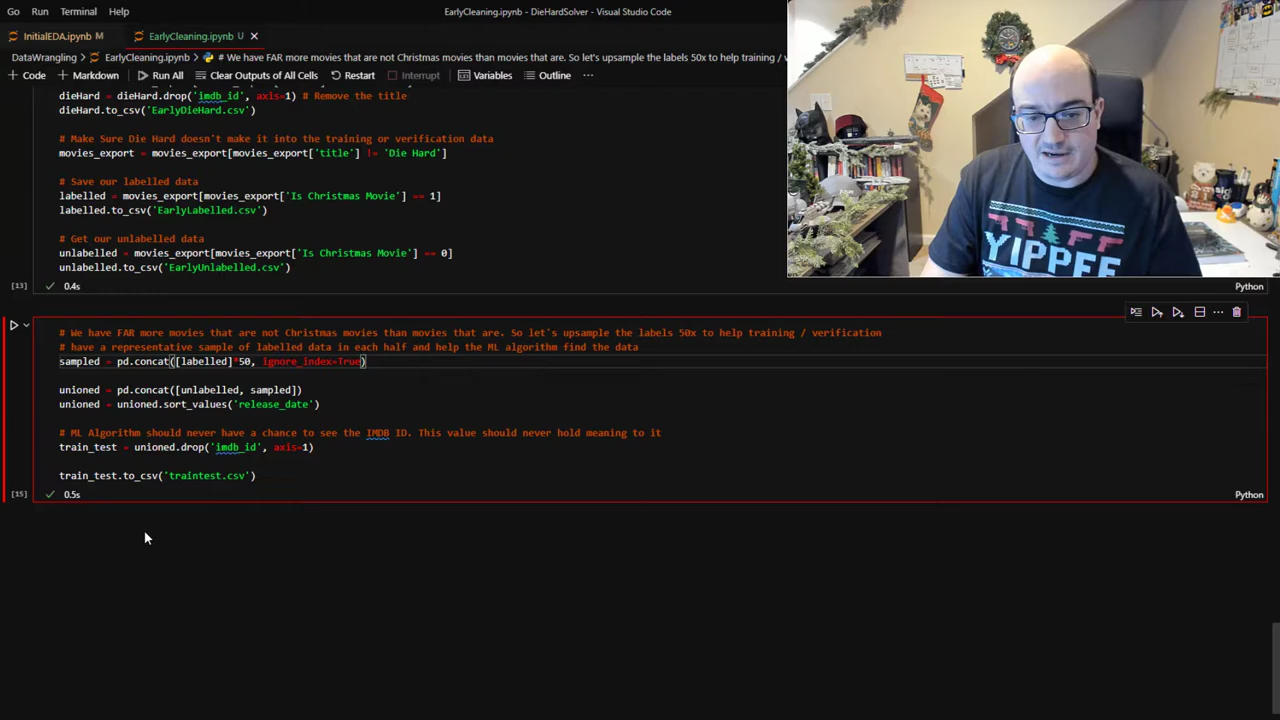 Go Run Terminal Help
EarlyCleaning.ipynb - DieHardSolver - Visual Studio Code
InitialEDA.ipynb M
EarlyCleaning.ipynb U
DataWrangling > EarlyCleaning.ipynb > # We have FAR more movies that are not Christmas movies than movies that are. So let's upsample the labels 50x to help training /
Code Markdown Run All Clear Outputs of All Cells Restart Interrupt Variables Outline
dieHard = dieHard.drop('imdb_id', axis=1) # Remove the title
dieHard.to_csv('EarlyDieHard.csv')
# Make Sure Die Hard doesn't make it into the training or verification data
movies_export = movies_export[movies_export['title'] != 'Die Hard']
# Save our labelled data
labelled = movies_export[movies_export['Is Christmas Movie'] == 1]
labelled.to_csv('EarlyLabelled.csv')
# Get our unlabelled data
unlabelled = movies_export[movies_export['Is Christmas Movie'] == 0]
unlabelled.to_csv('EarlyUnlabelled.csv')
[13] 0.4s Python
# We have FAR more movies that are not Christmas movies than movies that are. So let's upsample the labels 50x to help training / verification
# have a representative sample of labelled data in each half and help the ML algorithm find the data
sampled = pd.concat([labelled]*50, ignore_index=True)
unioned = pd.concat([unlabelled, sampled])
unioned = unioned.sort_values('release_date')
# ML Algorithm should never have a chance to see the IMDB ID. This value should never hold meaning to it
train_test = unioned.drop('imdb_id', axis=1)
train_test.to_csv('traintest.csv')
[15] 0.5s Python
YIPPEE